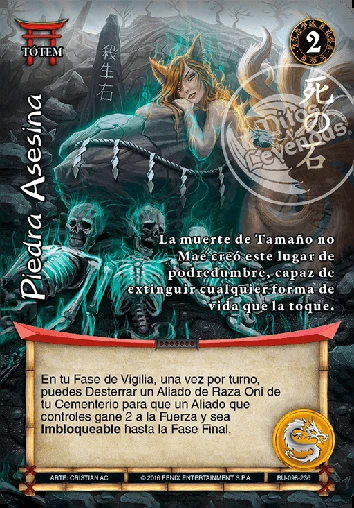 TÓTEM
2
殺生石
死の石
Mitos y
Leyendas
Piedra Asesina
La muerte de Tamaño no
Mae creó este lugar de
podredumbre, capaz de
extinguir cualquier forma de
vida que la toque.
En tu Fase de Vigilia, una vez por turno,
puedes Desterrar un Aliado de Raza Oni de
tu Cementerio para que un Aliado que
controles gane 2 a la Fuerza y sea
Imbloqueable hasta la Fase Final.
ARTE: CRISTIAN AC
© 2016 FENIX ENTERTAINMENT S.P.A.